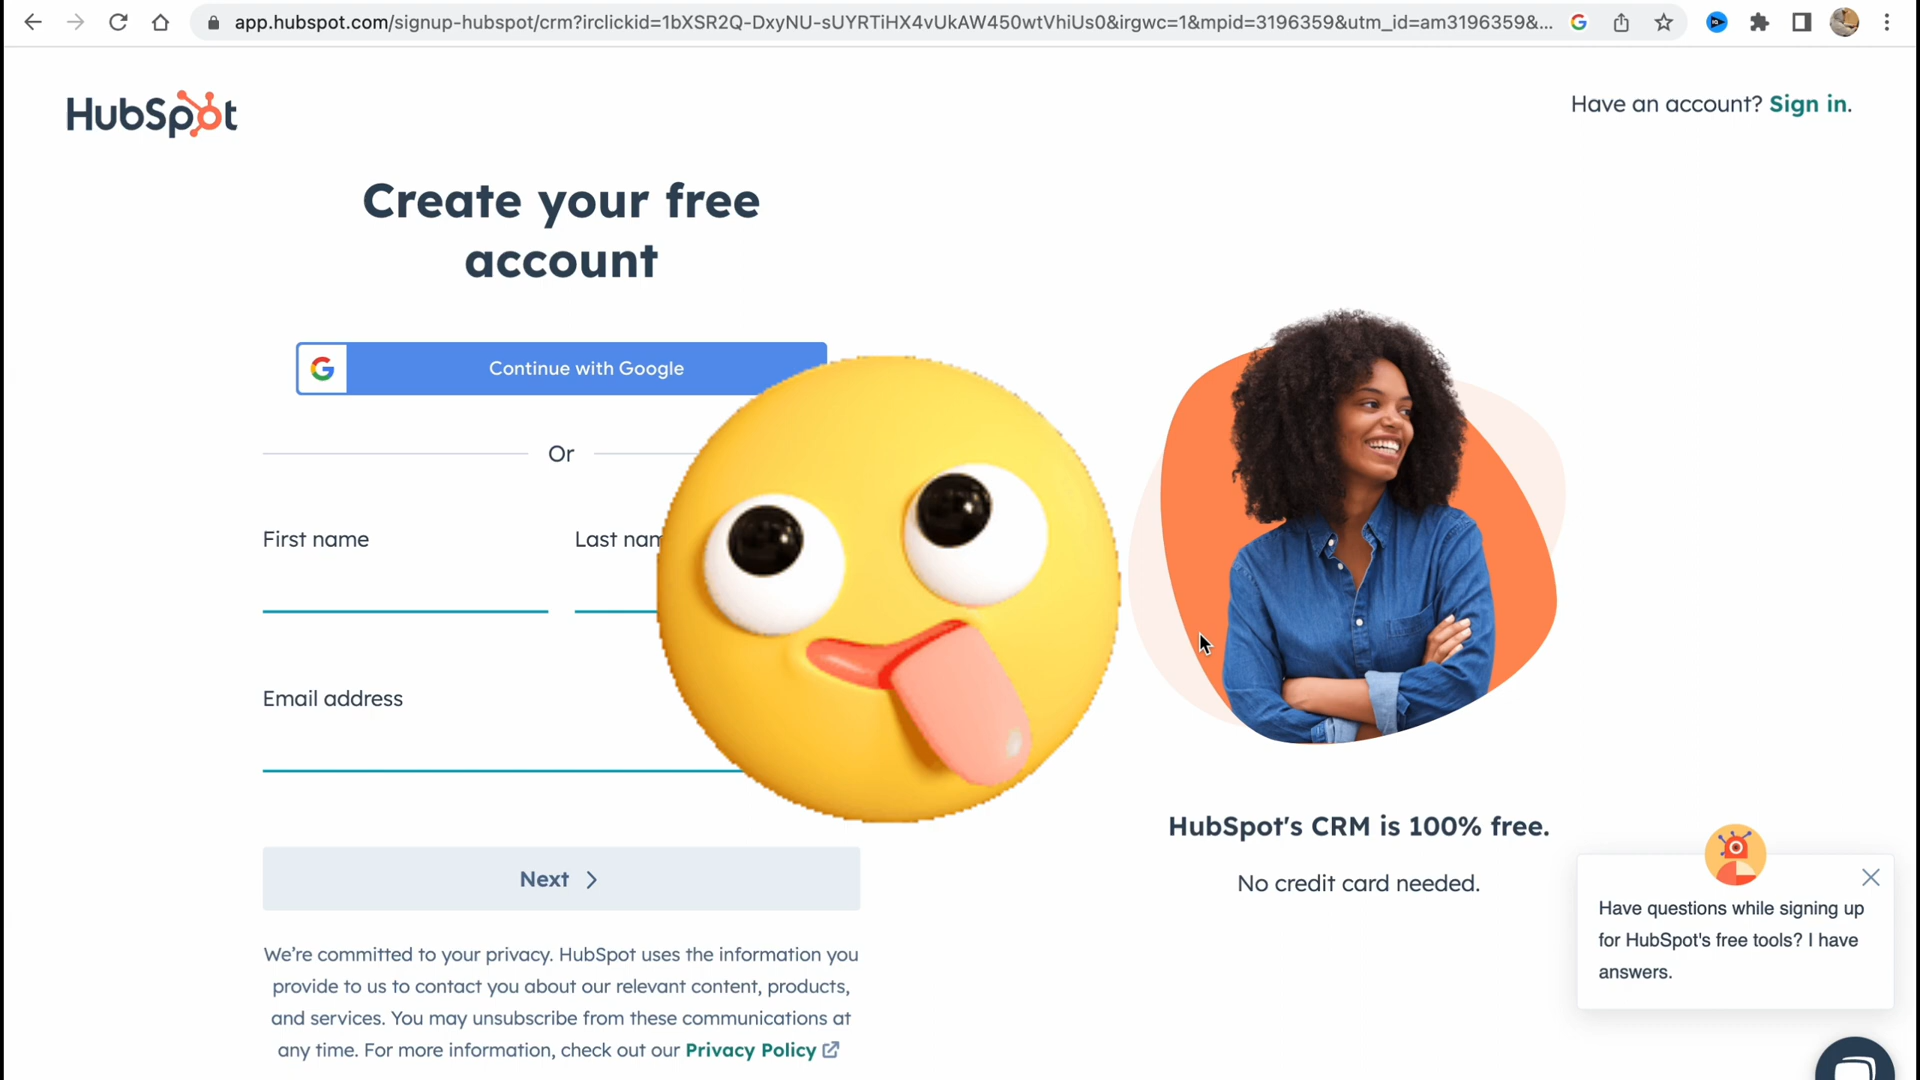 app.hubspot.com/signup-hubspot/crm?irclickid=1bXSR2Q-DxyNU-sUYRTiHX4vUkAW450wtVhiUs0&irgwc=1&mpid=3196359&utm_id=am3196359&...
HubSpot
Have an account? Sign in.
Create your free
account
G Continue with Google
Or
First name
Last nam
Email address
Next
HubSpot's CRM is 100% free.
No credit card needed.
We’re committed to your privacy. HubSpot uses the information you
provide to us to contact you about our relevant content, products,
and services. You may unsubscribe from these communications at
any time. For more information, check out our Privacy Policy
Have questions while signing up
for HubSpot's free tools? I have
answers.